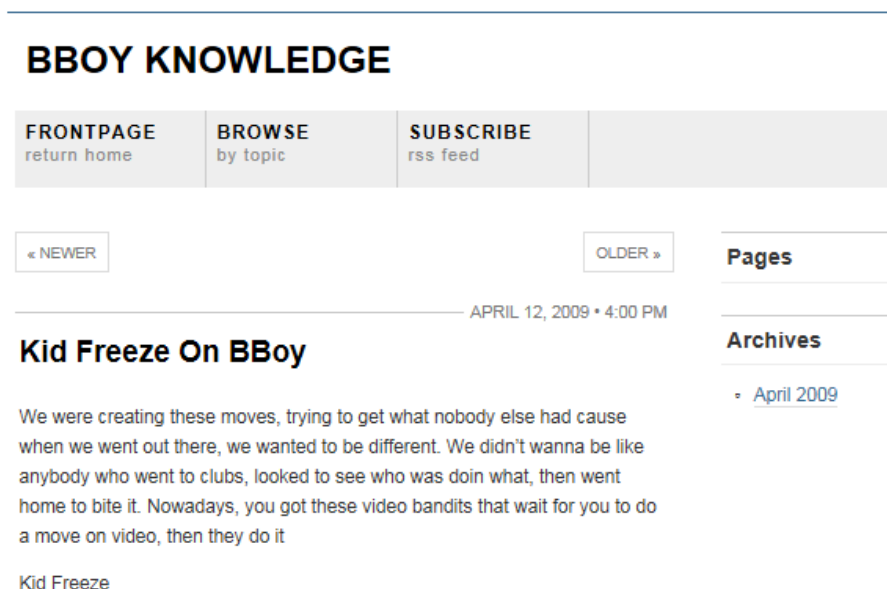 BBOY KNOWLEDGE
FRONTPAGE
return home
BROWSE
by topic
SUBSCRIBE
rss feed
« NEWER
OLDER »
APRIL 12, 2009 • 4:00 PM
Kid Freeze On BBoy
We were creating these moves, trying to get what nobody else had cause
when we went out there, we wanted to be different. We didn’t wanna be like
anybody who went to clubs, looked to see who was doin what, then went
home to bite it. Nowadays, you got these video bandits that wait for you to do
a move on video, then they do it
Kid Freeze
Pages
Archives
April 2009